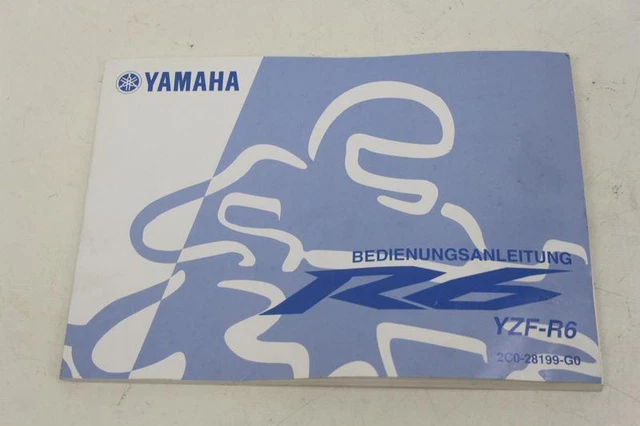 YAMAHA
BEDIENUNGSANLEITUNG
R6
YZF-R6
2C0-28199-G0